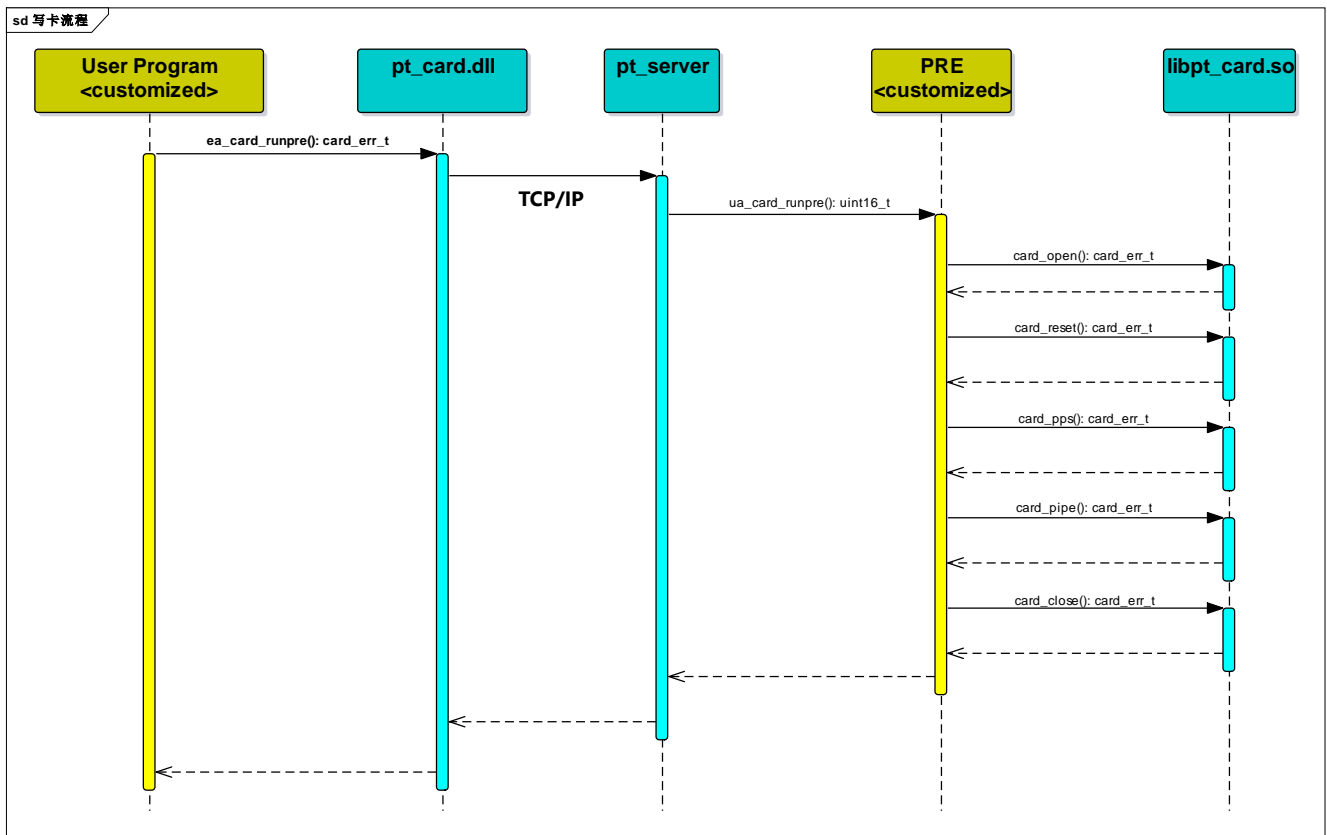 sd 写卡流程
User Program
<customized>
pt_card.dll
pt_server
PRE
<customized>
libpt_card.so
ea_card_runpre(): card_err_t
TCP/IP
ua_card_runpre(): uint16_t
card_open(): card_err_t
card_reset(): card_err_t
card_pps(): card_err_t
card_pipe(): card_err_t
card_close(): card_err_t